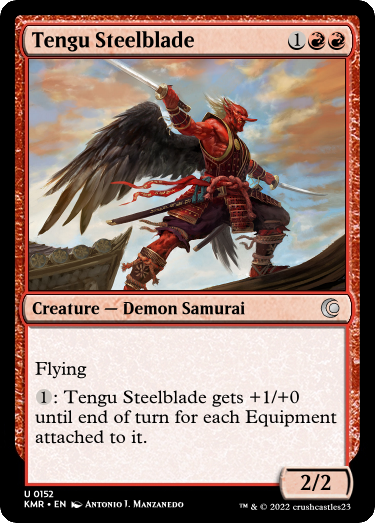 Tengu Steelblade 1
Creature — Demon Samurai
Flying
1: Tengu Steelblade gets +1/+0
until end of turn for each Equipment
attached to it.
2/2
U 0152
KMR • EN Antonio J. Manzanedo
™ & © 2022 crushcastles23